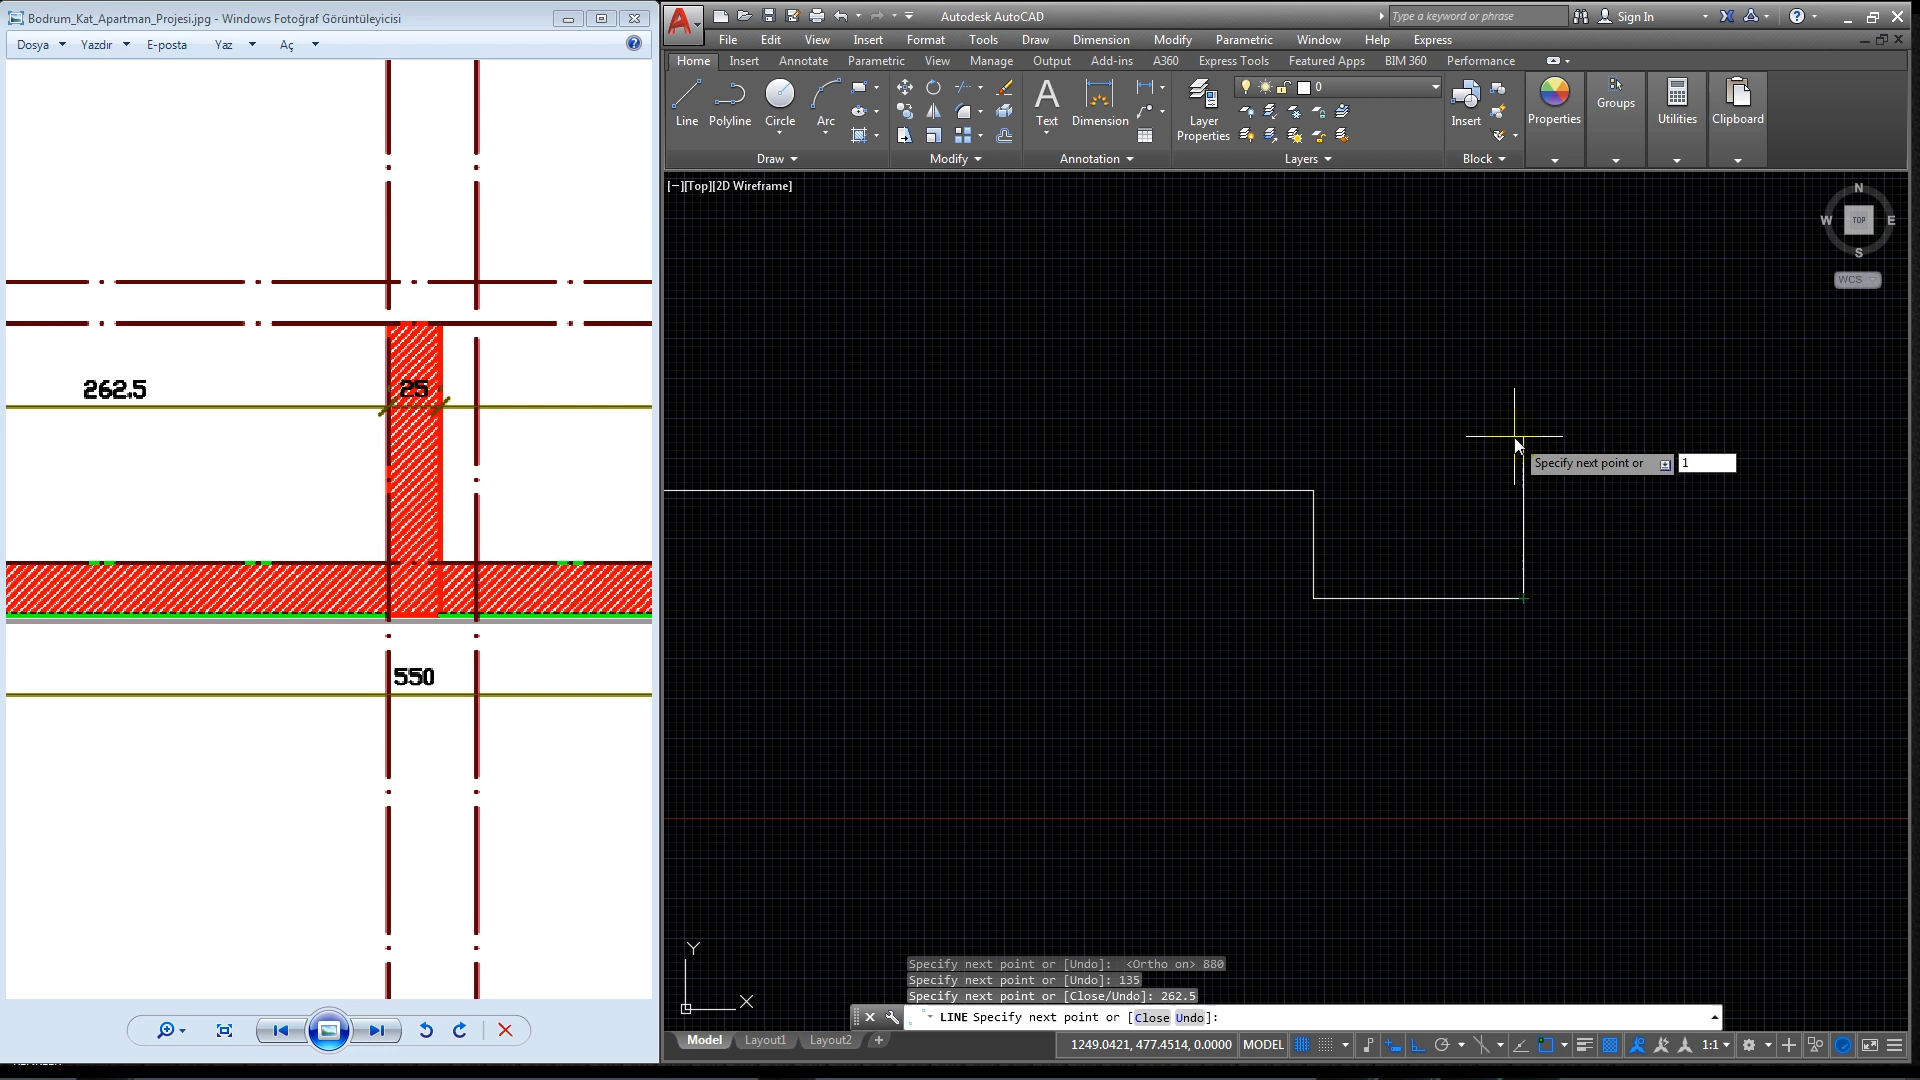 Bodrum_Kat_Apartman_Projesi.jpg - Windows Fotoğraf Görüntüleyicisi
Dosya Yazdır E-posta Yaz Aç
262.5
25
550
Autodesk AutoCAD
Type a keyword or phrase
Sign In
File Edit View Insert Format Tools Draw Dimension Modify Parametric Window Help Express
Home Insert Annotate Parametric View Manage Output Add-ins A360 Express Tools Featured Apps BIM 360 Performance
Line Polyline Circle Arc
Text Dimension
Layer Properties
0
Insert
Properties
Groups
Utilities
Clipboard
Draw Modify Annotation Layers Block
[−][Top][2D Wireframe]
N
W TOP E
S
WCS
Specify next point or 1
Y
X
Specify next point or [Undo]: <Ortho on> 880
Specify next point or [Undo]: 135
Specify next point or [Close/Undo]: 262.5
LINE Specify next point or [Close Undo]:
Model Layout1 Layout2 +
1249.0421, 477.4514, 0.0000 MODEL 1:1